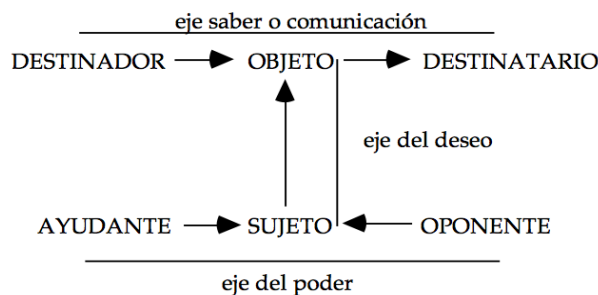 eje saber o comunicación
DESTINADOR OBJETO DESTINATARIO
eje del deseo
AYUDANTE SUJETO OPONENTE
eje del poder